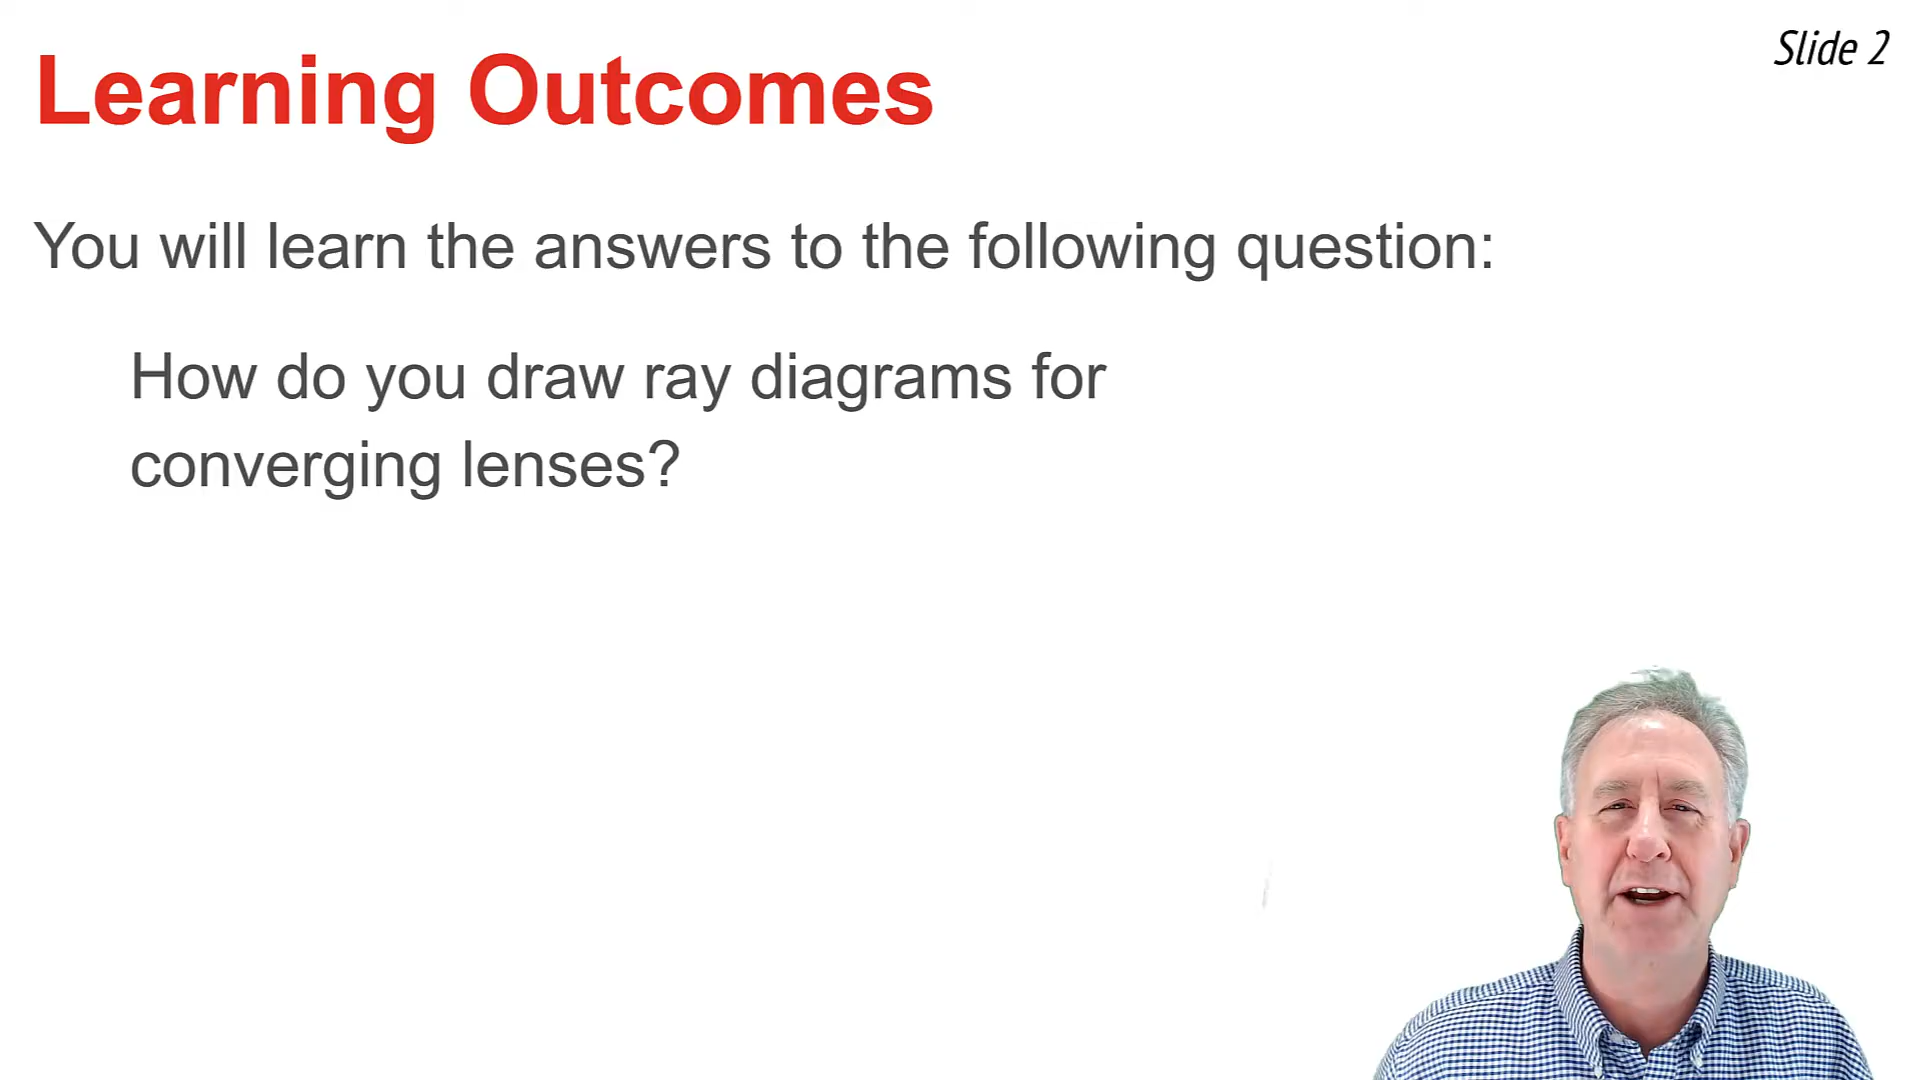 Slide 2
Learning Outcomes
You will learn the answers to the following question:
How do you draw ray diagrams for
converging lenses?